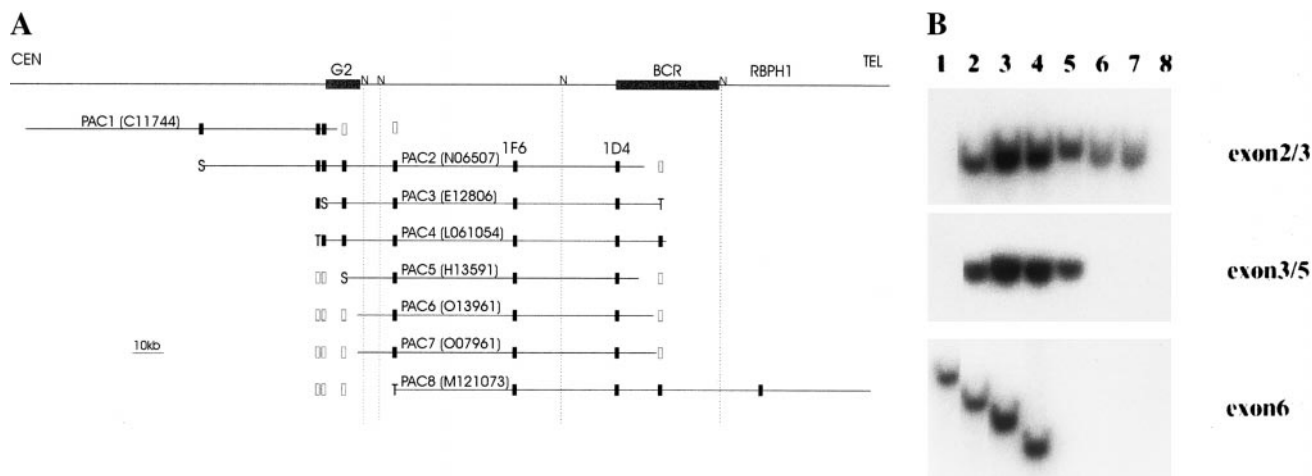 A
B
CEN
G2
N
N
N
BCR
N
RBPH1
TEL
PAC1 (C11744)
S
PAC2 (N06507)
1F6
1D4
S
PAC3 (E12806)
T
T
PAC4 (L061054)
S
PAC5 (H13591)
PAC6 (O13961)
10kb
PAC7 (O07961)
T
PAC8 (M121073)
1 2 3 4 5 6 7 8
exon2/3
exon3/5
exon6